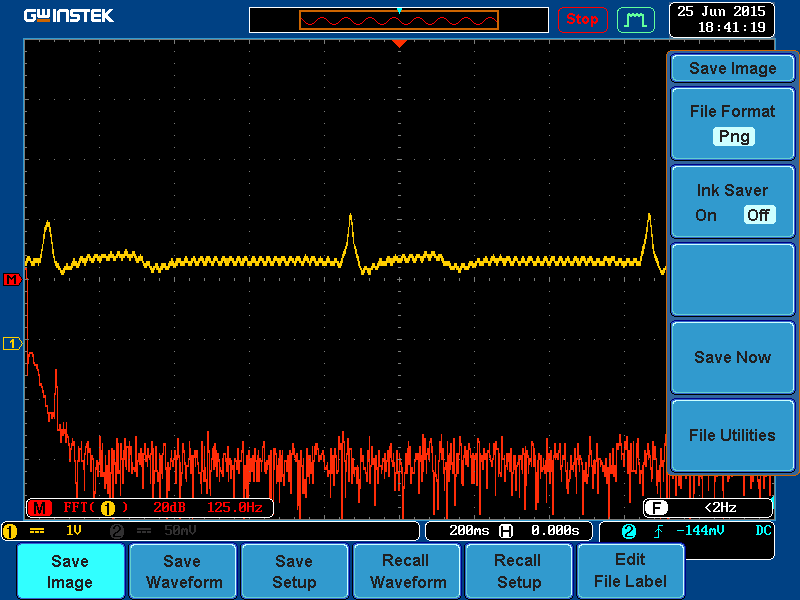 GWINSTEK
Stop
25 Jun 2015
18:41:19
Save Image
File Format
Png
Ink Saver
On Off
Save Now
File Utilities
M
1
M FFT( 1 ) 20dB 125.0Hz
F <2Hz
1 1V 2 50mV
200ms H 0.000s
2 -144mV DC
Save Image
Save Waveform
Save Setup
Recall Waveform
Recall Setup
Edit File Label